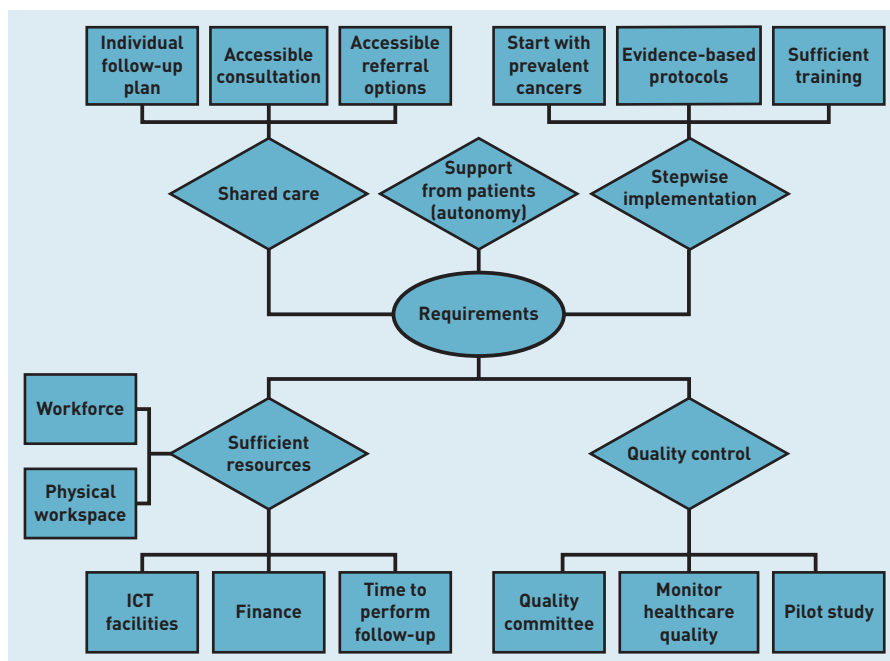 Individual
follow-up
plan
Accessible
consultation
Accessible
referral
options
Start with
prevalent
cancers
Evidence-based
protocols
Sufficient
training
Shared care
Support
from patients
(autonomy)
Stepwise
implementation
Requirements
Workforce
Physical
workspace
Sufficient
resources
Quality control
ICT
facilities
Finance
Time to
perform
follow-up
Quality
committee
Monitor
healthcare
quality
Pilot study